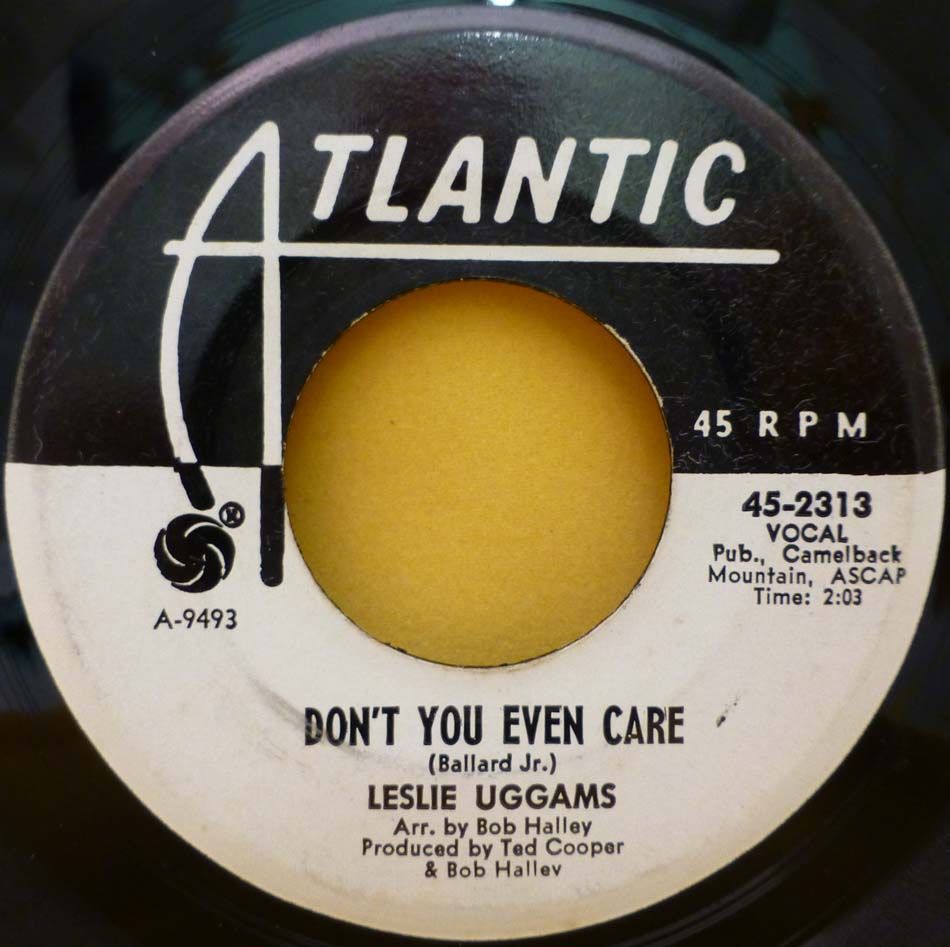 ATLANTIC
45 RPM
45-2313
VOCAL
Pub., Camelback
Mountain, ASCAP
Time: 2:03
®
A-9493
DON'T YOU EVEN CARE
(Ballard Jr.)
LESLIE UGGAMS
Arr. by Bob Halley
Produced by Ted Cooper
& Bob Halley